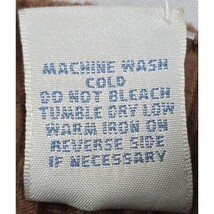 MACHINE WASH
COLD
DO NOT BLEACH
TUMBLE DRY LOW
WARM IRON ON
REVERSE SIDE
IF NECESSARY